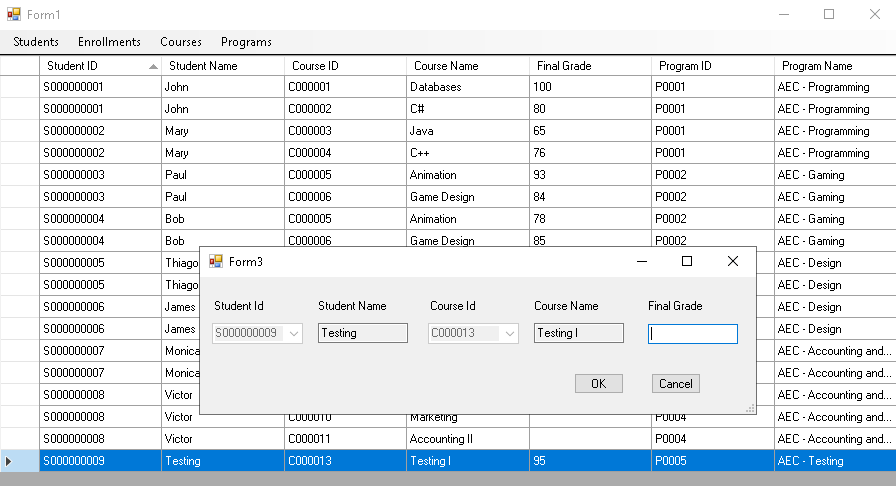 Form1
Students Enrollments Courses Programs
Student ID Student Name Course ID Course Name Final Grade Program ID Program Name
S000000001 John C000001 Databases 100 P0001 AEC - Programming
S000000001 John C000002 C# 80 P0001 AEC - Programming
S000000002 Mary C000003 Java 65 P0001 AEC - Programming
S000000002 Mary C000004 C++ 76 P0001 AEC - Programming
S000000003 Paul C000005 Animation 93 P0002 AEC - Gaming
S000000003 Paul C000006 Game Design 84 P0002 AEC - Gaming
S000000004 Bob C000005 Animation 78 P0002 AEC - Gaming
S000000004 Bob C000006 Game Design 85 P0002 AEC - Gaming
S000000005 Thiago AEC - Design
S000000005 Thiago AEC - Design
S000000006 James AEC - Design
S000000006 James AEC - Design
S000000007 Monica AEC - Accounting and...
S000000007 Monica AEC - Accounting and...
S000000008 Victor AEC - Accounting and...
S000000008 Victor C000010 Marketing P0004 AEC - Accounting and...
S000000008 Victor C000011 Accounting II P0004 AEC - Accounting and...
S000000009 Testing C000013 Testing I 95 P0005 AEC - Testing
Form3
Student Id Student Name Course Id Course Name Final Grade
S000000009 Testing C000013 Testing I
OK Cancel